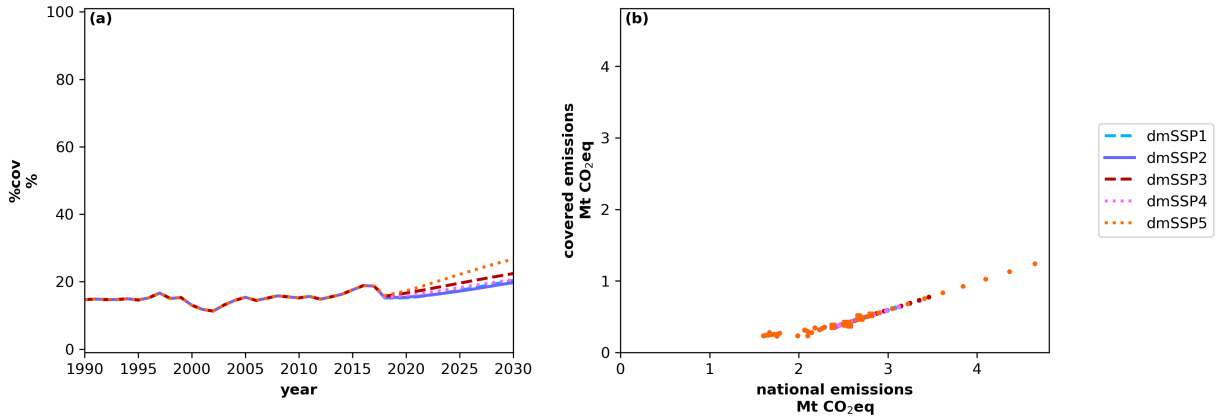 (a)
100
80
60
40
20
0
%cov
%
1990 1995 2000 2005 2010 2015 2020 2025 2030
year
(b)
4
3
2
1
0
covered emissions
Mt CO₂eq
0 1 2 3 4
national emissions
Mt CO₂eq
dmSSP1
dmSSP2
dmSSP3
dmSSP4
dmSSP5